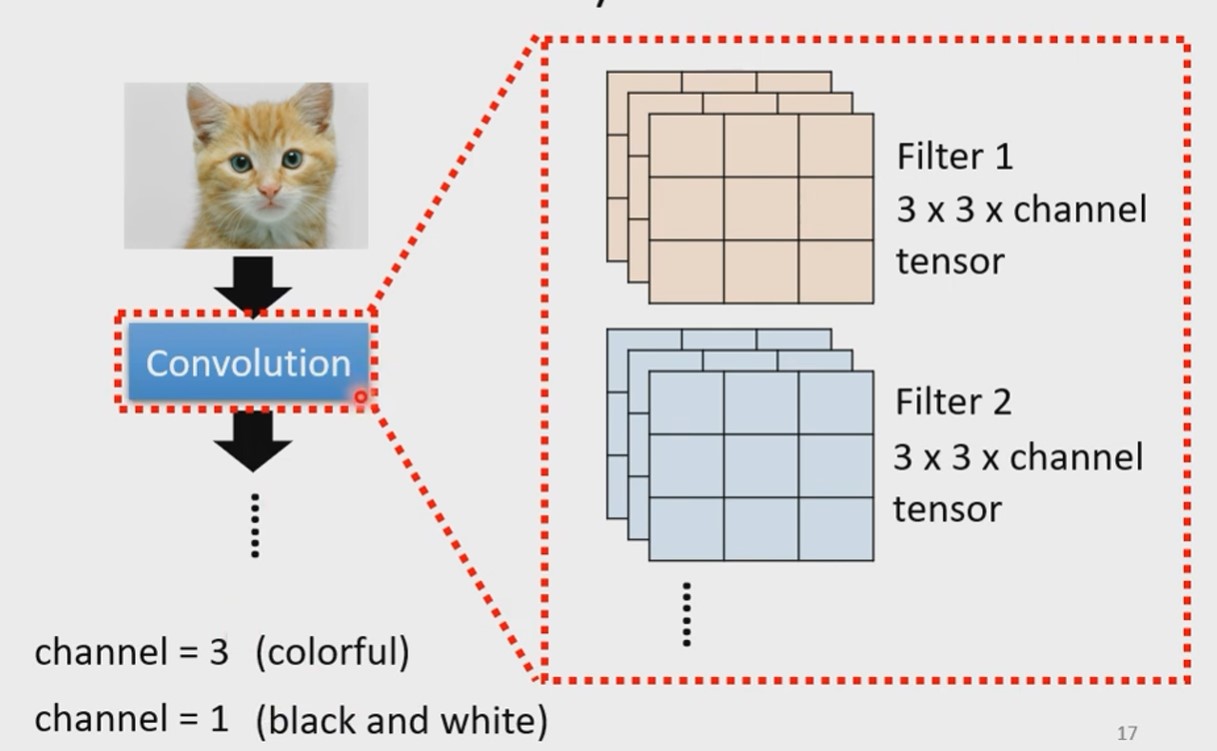 Convolution
Filter 1
3 x 3 x channel
tensor
Filter 2
3 x 3 x channel
tensor
channel = 3 (colorful)
channel = 1 (black and white)
17